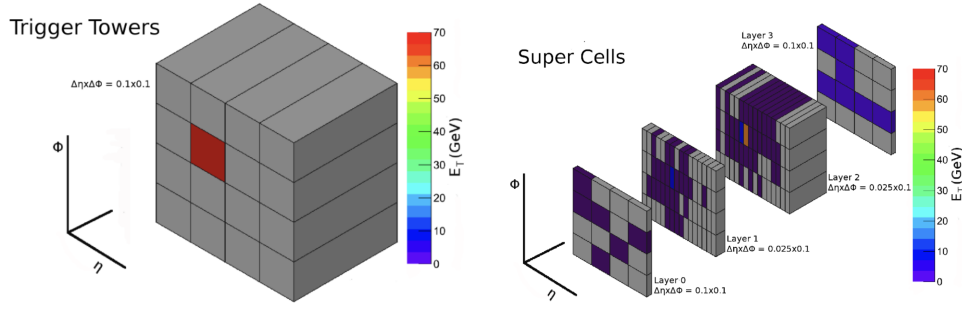 Trigger Towers
ΔηxΔΦ = 0.1x0.1
Φ
η
70
60
50
40
30
20
10
0
E_T (GeV)
Super Cells
Layer 3
ΔηxΔΦ = 0.1x0.1
Layer 2
ΔηxΔΦ = 0.025x0.1
Layer 1
ΔηxΔΦ = 0.025x0.1
Layer 0
ΔηxΔΦ = 0.1x0.1
Φ
η
70
60
50
40
30
20
10
0
E_T (GeV)